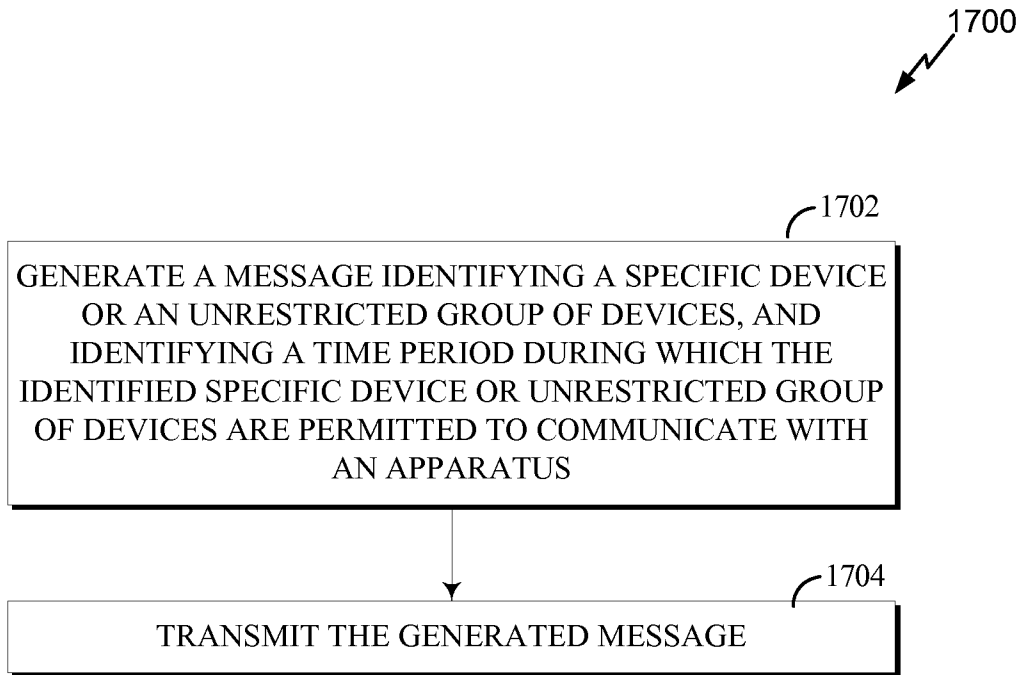 1700
1702
GENERATE A MESSAGE IDENTIFYING A SPECIFIC DEVICE
OR AN UNRESTRICTED GROUP OF DEVICES, AND
IDENTIFYING A TIME PERIOD DURING WHICH THE
IDENTIFIED SPECIFIC DEVICE OR UNRESTRICTED GROUP
OF DEVICES ARE PERMITTED TO COMMUNICATE WITH
AN APPARATUS
1704
TRANSMIT THE GENERATED MESSAGE